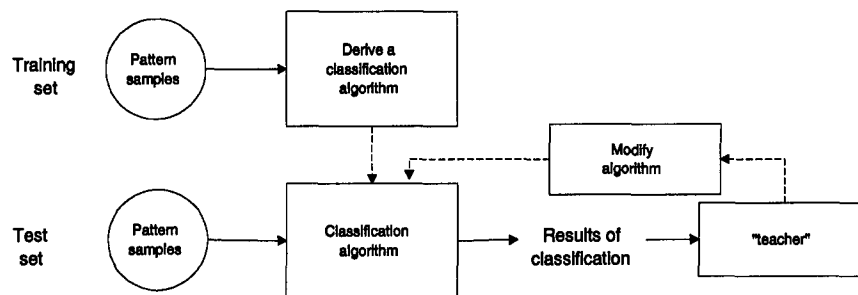 Training
set
Pattern
samples
Derive a
classification
algorithm
Modify
algorithm
Test
set
Pattern
samples
Classification
algorithm
Results of
classification
"teacher"